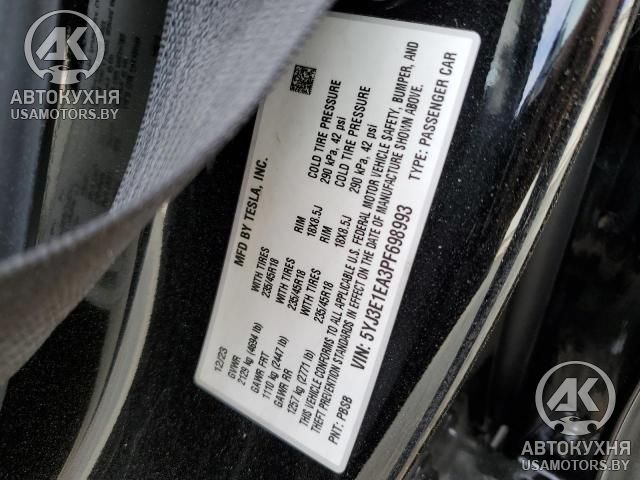 AK
АВТОКУХНЯ
USAMOTORS.BY
MFD BY TESLA, INC.
12/23
GVWR
2129 kg (4694 lb)
GAWR FRT
1110 kg (2447 lb)
WITH TIRES
235/45R18
RIM
18X8.5J
COLD TIRE PRESSURE
290 kPa, 42 psi
GAWR RR
1257 kg (2771 lb)
WITH TIRES
235/45R18
RIM
18X8.5J
COLD TIRE PRESSURE
290 kPa, 42 psi
THIS VEHICLE CONFORMS TO ALL APPLICABLE U.S. FEDERAL MOTOR VEHICLE SAFETY, BUMPER, AND
THEFT PREVENTION STANDARDS IN EFFECT ON THE DATE OF MANUFACTURE SHOWN ABOVE.
VIN: 5YJ3E1EA3PF698993
TYPE: PASSENGER CAR
PNT: PBSB
AK
АВТОКУХНЯ
USAMOTORS.BY